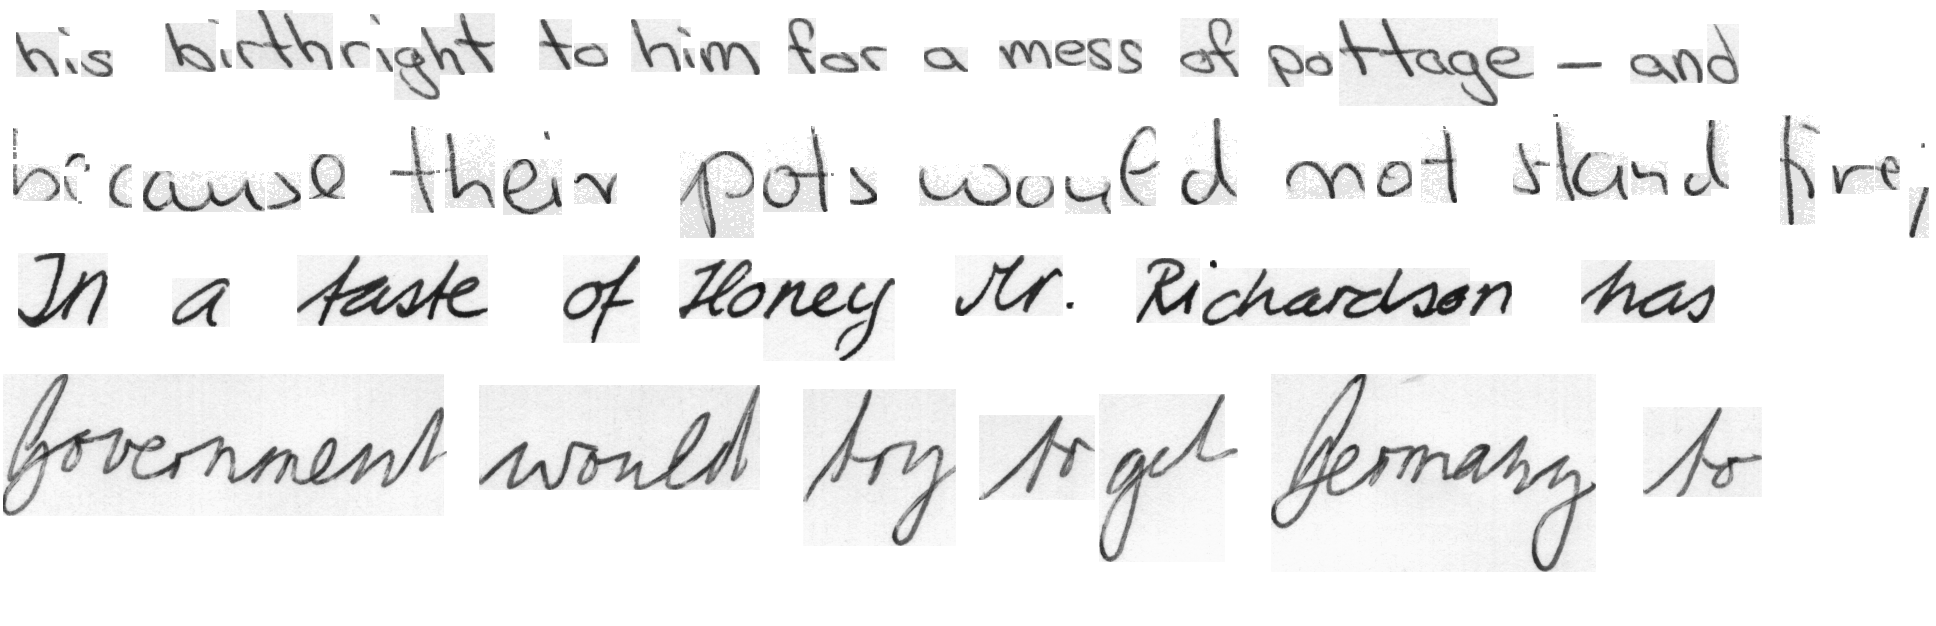 his birthright to him for a mess of pottage - and
because their pots would not stand fire,
In a taste of Honey Mr. Richardson has
Government would try to get Germany to